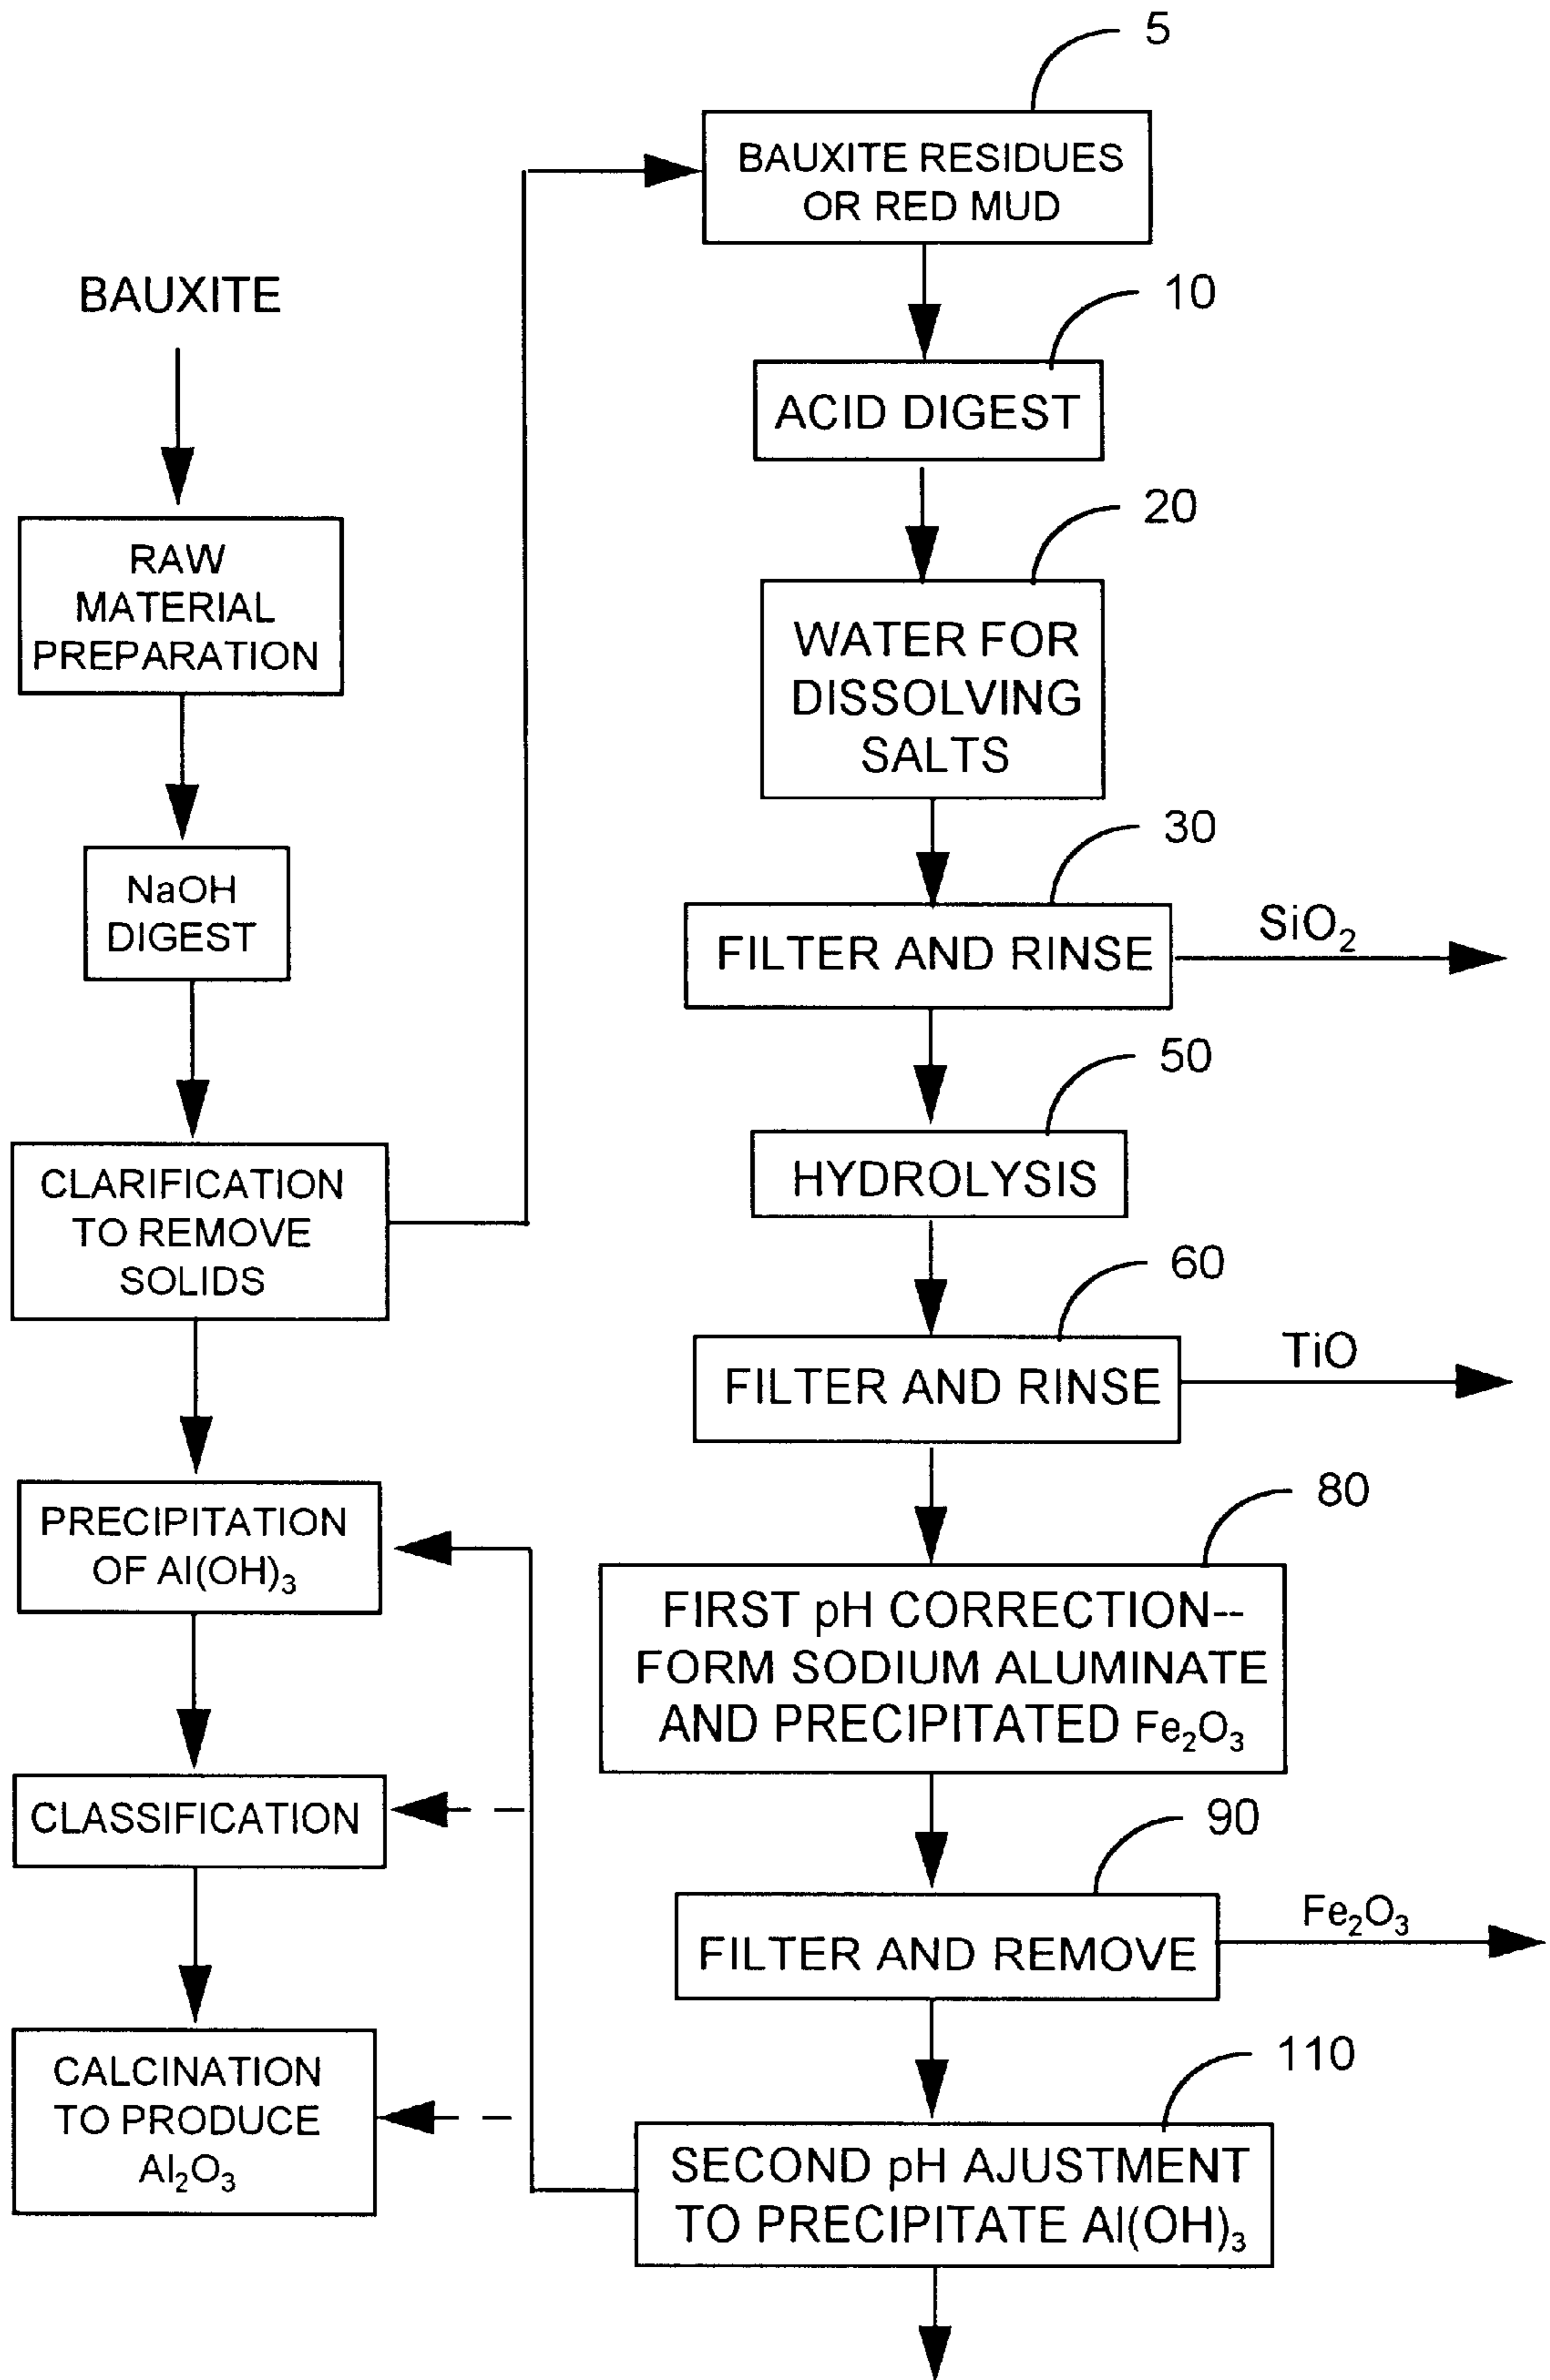 BAUXITE
RAW
MATERIAL
PREPARATION
NaOH
DIGEST
CLARIFICATION
TO REMOVE
SOLIDS
PRECIPITATION
OF Al(OH)₃
CLASSIFICATION
CALCINATION
TO PRODUCE
Al₂O₃
5
BAUXITE RESIDUES
OR RED MUD
10
ACID DIGEST
20
WATER FOR
DISSOLVING
SALTS
30
FILTER AND RINSE
SiO₂
50
HYDROLYSIS
60
FILTER AND RINSE
TiO
80
FIRST pH CORRECTION--
FORM SODIUM ALUMINATE
AND PRECIPITATED Fe₂O₃
90
FILTER AND REMOVE
Fe₂O₃
110
SECOND pH AJUSTMENT
TO PRECIPITATE Al(OH)₃